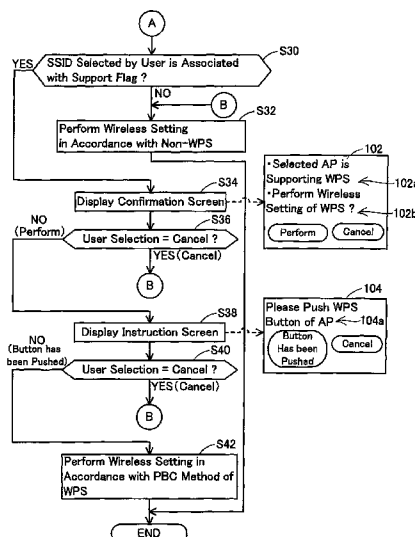 A
S30
YES
SSID Selected by User is Associated
with Support Flag ?
NO
B
S32
Perform Wireless Setting
in Accordance with Non-WPS
S34
Display Confirmation Screen
102
・Selected AP is
Supporting WPS
102a
・Perform Wireless
Setting of WPS ?
102b
Perform
Cancel
S36
NO
(Perform)
User Selection = Cancel ?
YES(Cancel)
B
S38
Display Instruction Screen
104
Please Push WPS
Button of AP
104a
Button
Has been
Pushed
Cancel
S40
NO
(Button has
been Pushed)
User Selection = Cancel ?
YES(Cancel)
B
S42
Perform Wireless Setting in
Accordance with PBC Method of
WPS
END